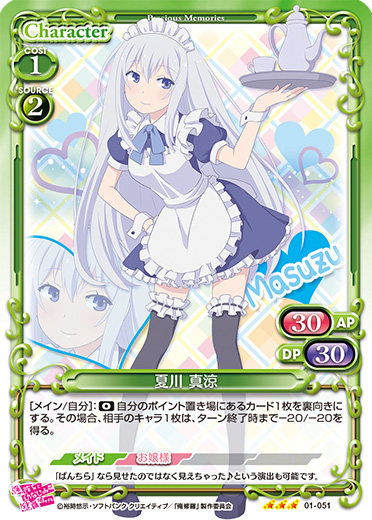 Precious Memories
Character
COST
1
SOURCE
2
Masuzu
30 AP
DP 30
夏川 真涼
[メイン/自分]:0自分のポイント置き場にあるカード1枚を裏向きに
する。その場合、相手のキャラ1枚は、ターン終了時まで-20/-20を
得る。
メイド
お嬢様
「ぱんちら」なら見せたのではなく見えちゃった♪という演出も可能です。
©裕時悠示・ソフトバンク クリエイティブ/「俺修羅」製作委員会
01-051